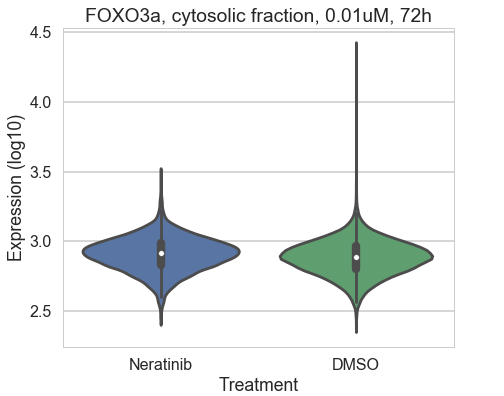 FOXO3a, cytosolic fraction, 0.01uM, 72h
4.5
4.0
3.5
3.0
2.5
Expression (log10)
Neratinib DMSO
Treatment